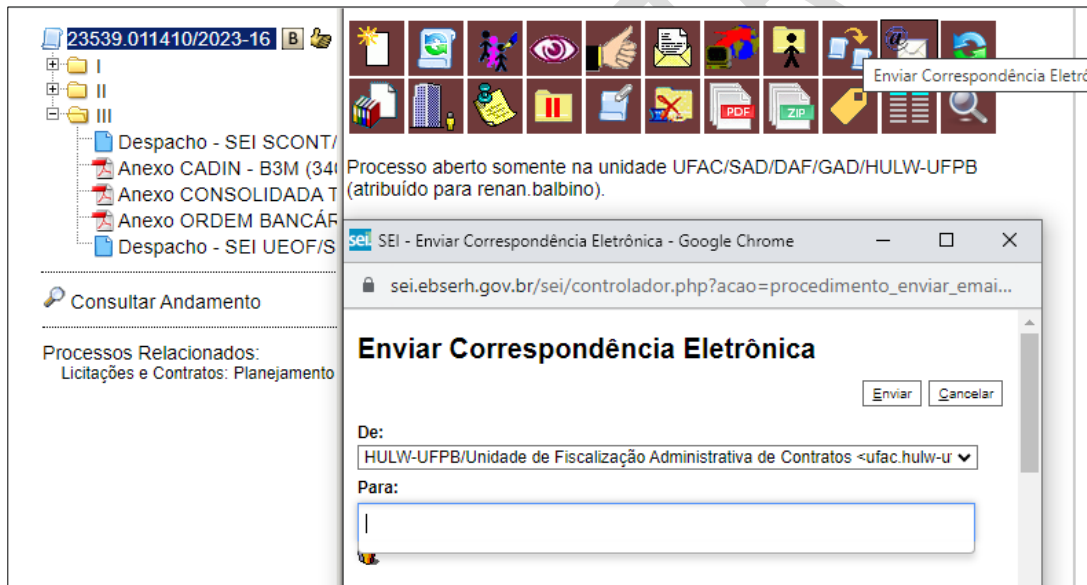 23539.011410/2023-16 B
I
II
III
Despacho - SEI SCONT/
Anexo CADIN - B3M (340
Anexo CONSOLIDADA T
Anexo ORDEM BANCÁR
Despacho - SEI UEOF/S
Consultar Andamento
Processos Relacionados:
Licitações e Contratos: Planejamento
PDF
ZIP
Enviar Correspondência Eletrô
Processo aberto somente na unidade UFAC/SAD/DAF/GAD/HULW-UFPB
(atribuído para renan.balbino).
sei. SEI - Enviar Correspondência Eletrônica - Google Chrome
sei.ebserh.gov.br/sei/controlador.php?acao=procedimento_enviar_emai...
Enviar Correspondência Eletrônica
Enviar Cancelar
De:
HULW-UFPB/Unidade de Fiscalização Administrativa de Contratos <ufac.hulw-u
Para: